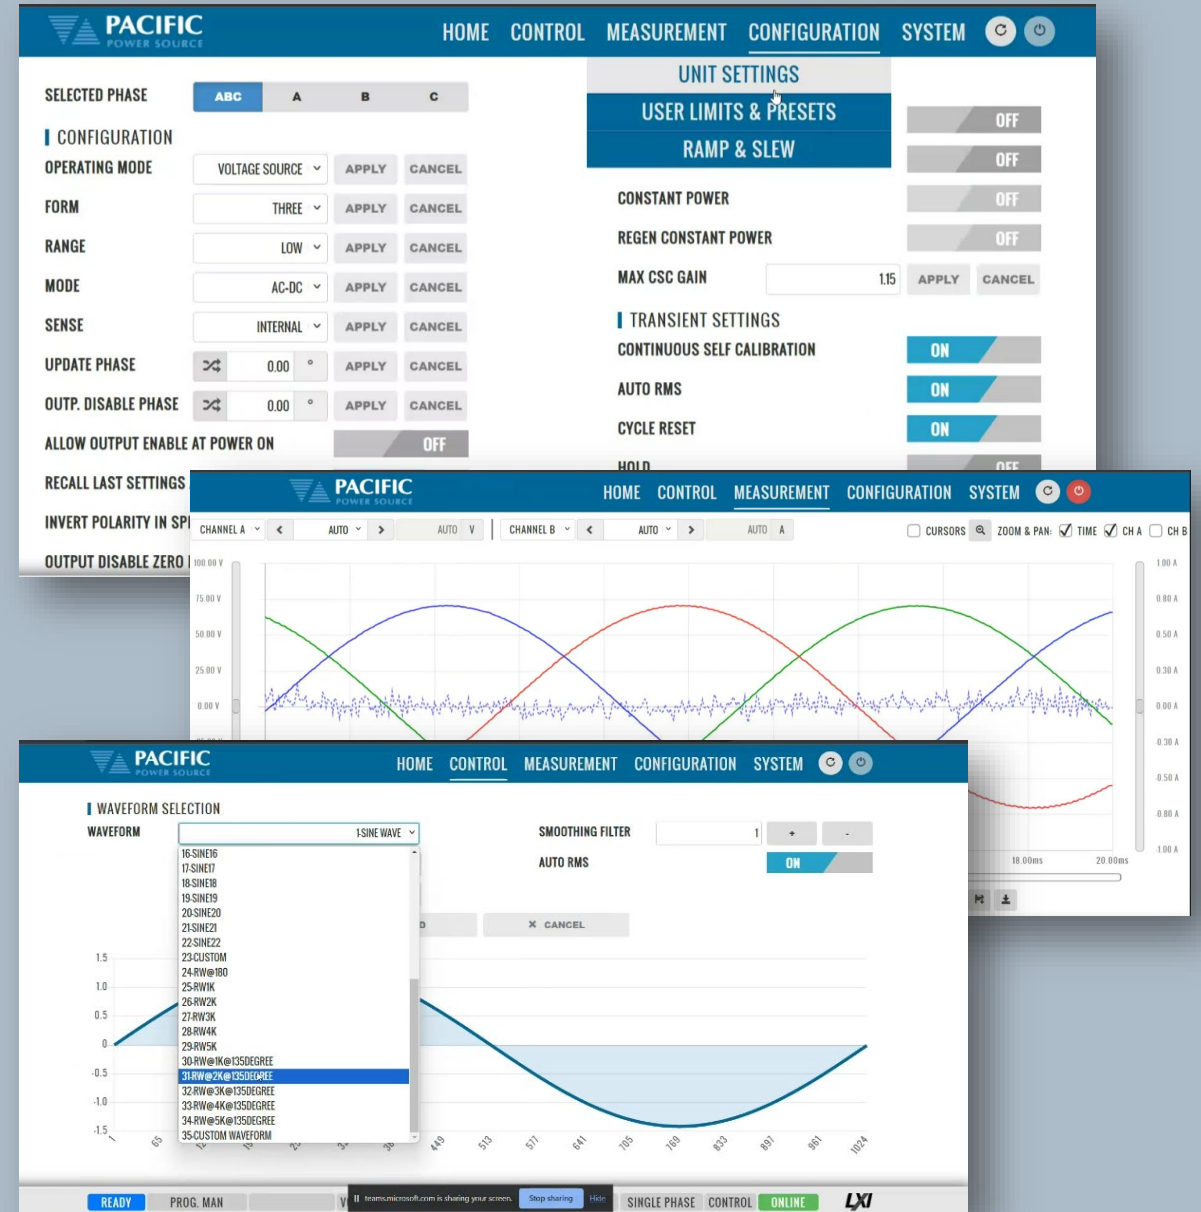 PACIFIC
POWER SOURCE
HOME CONTROL MEASUREMENT CONFIGURATION SYSTEM
UNIT SETTINGS
USER LIMITS & PRESETS
RAMP & SLEW
SELECTED PHASE ABC A B C
CONFIGURATION
OPERATING MODE VOLTAGE SOURCE APPLY CANCEL
FORM THREE APPLY CANCEL
RANGE LOW APPLY CANCEL
MODE AC-DC APPLY CANCEL
SENSE INTERNAL APPLY CANCEL
UPDATE PHASE 0.00 ° APPLY CANCEL
OUTP. DISABLE PHASE 0.00 ° APPLY CANCEL
ALLOW OUTPUT ENABLE AT POWER ON OFF
RECALL LAST SETTINGS
INVERT POLARITY IN SP
OUTPUT DISABLE ZERO
OFF
OFF
CONSTANT POWER OFF
REGEN CONSTANT POWER OFF
MAX CSC GAIN 1.15 APPLY CANCEL
TRANSIENT SETTINGS
CONTINUOUS SELF CALIBRATION ON
AUTO RMS ON
CYCLE RESET ON
HOLD OFF
PACIFIC
POWER SOURCE
HOME CONTROL MEASUREMENT CONFIGURATION SYSTEM
CHANNEL A < AUTO > AUTO V CHANNEL B < AUTO > AUTO A CURSORS ZOOM & PAN: TIME CH A CH B
100.00 V 1.00 A
75.00 V 0.80 A
50.00 V 0.50 A
25.00 V 0.30 A
0.00 V 0.00 A
-0.30 A
-0.50 A
-0.80 A
-1.00 A
18.00ms 20.00ms
PACIFIC
POWER SOURCE
HOME CONTROL MEASUREMENT CONFIGURATION SYSTEM
WAVEFORM SELECTION
WAVEFORM 1-SINE WAVE
SMOOTHING FILTER 1 + -
AUTO RMS ON
X CANCEL
16-SINE16
17-SINE17
18-SINE18
19-SINE19
20-SINE20
21-SINE21
22-SINE22
23-CUSTOM
24-RW@180
25-RW1K
26-RW2K
27-RW3K
28-RW4K
29-RW5K
30-RW@1K@135DEGREE
31-RW@2K@135DEGREE
32-RW@3K@135DEGREE
33-RW@4K@135DEGREE
34-RW@5K@135DEGREE
35-CUSTOM WAVEFORM
1.5
1.0
0.5
0
-0.5
-1.0
-1.5
1 65 449 513 577 641 705 769 833 897 961 1024
READY PROG. MAN teams.microsoft.com is sharing your screen. Stop sharing Hide SINGLE PHASE CONTROL ONLINE LXI